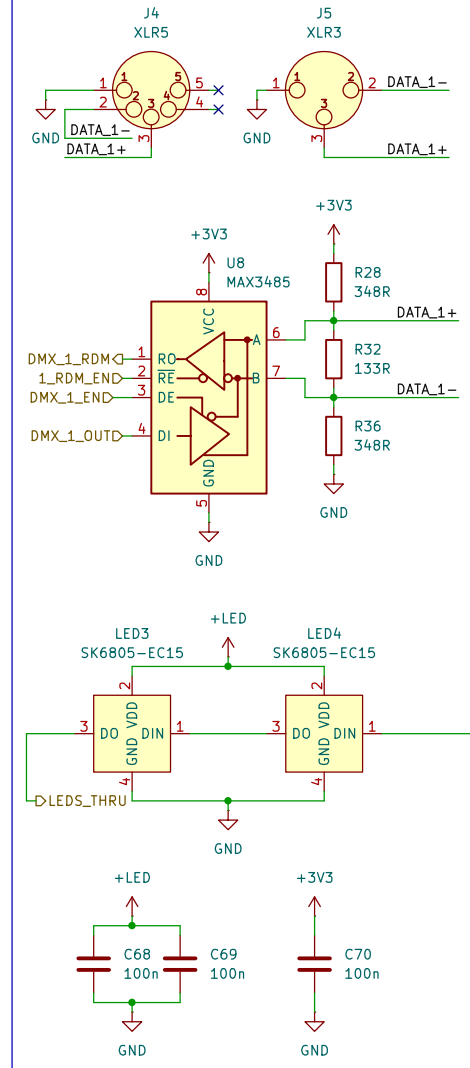 J4
XLR5
1
2
1
2
3
4
5
5
4
3
GND
DATA_1-
DATA_1+
J5
XLR3
1
1
2
3
2
3
GND
DATA_1-
DATA_1+
+3V3
U8
MAX3485
8
VCC
DMX_1_RDM
1
RO
1_RDM_EN
2
RE
DMX_1_EN
3
DE
DMX_1_OUT
4
DI
A
6
B
7
GND
5
GND
+3V3
R28
348R
DATA_1+
R32
133R
DATA_1-
R36
348R
GND
+LED
LED3
SK6805-EC15
2
VDD
3
DO
DIN
1
GND
4
LED4
SK6805-EC15
2
VDD
3
DO
DIN
1
GND
4
LEDS_THRU
GND
+LED
C68
100n
C69
100n
GND
+3V3
C70
100n
GND